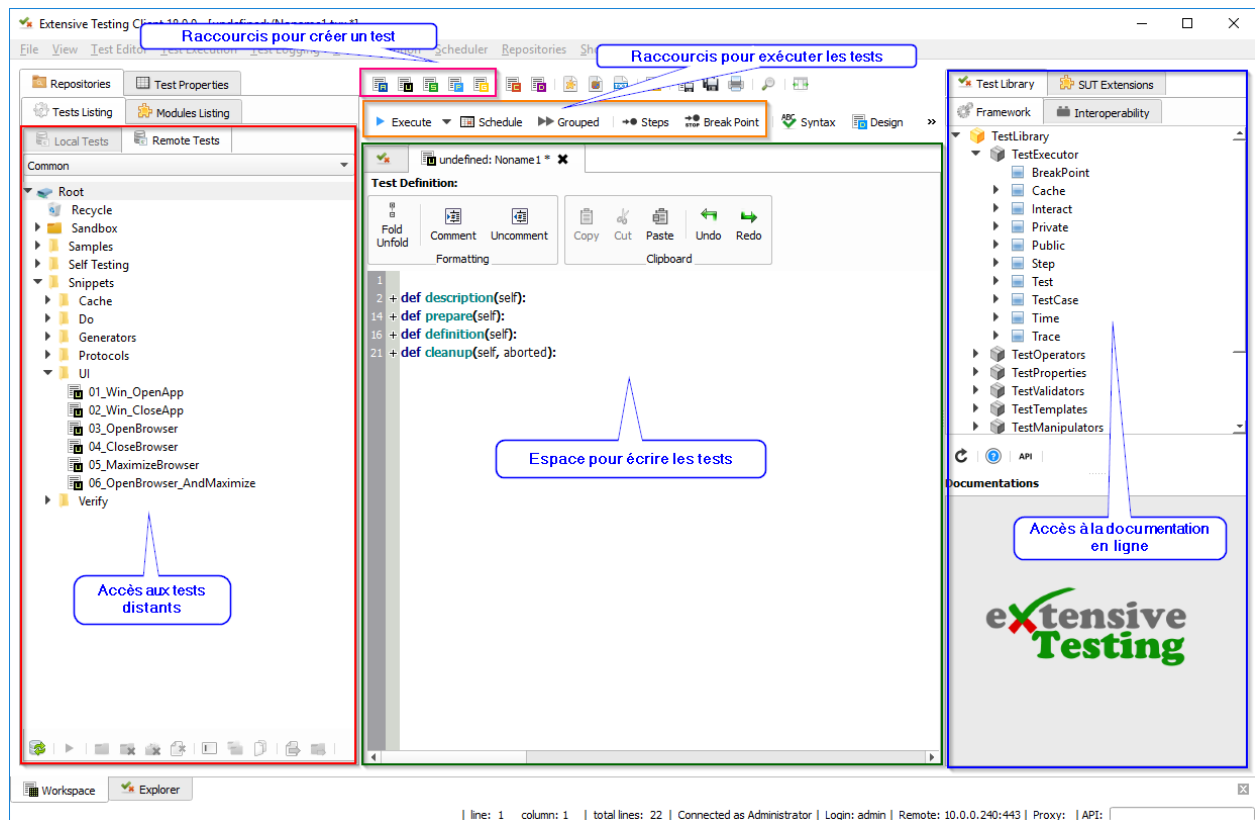 Extensive Testing Client 18.0.0 - [undefined: (Noname1.tux *]
Raccourcis pour créer un test
File View Test Editor Scheduler Repositories
Raccourcis pour exécuter les tests
Repositories Test Properties
Test Library SUT Extensions
Tests Listing Modules Listing
Execute Schedule Grouped Steps Break Point Syntax Design »
Framework Interoperability
Local Tests Remote Tests
Common
Root
Recycle
Sandbox
Samples
Self Testing
Snippets
Cache
Do
Generators
Protocols
UI
01_Win_OpenApp
02_Win_CloseApp
03_OpenBrowser
04_CloseBrowser
05_MaximizeBrowser
06_OpenBrowser_AndMaximize
Verify
Accès aux tests
distants
undefined: Noname1 *
Test Definition:
Fold
Unfold
Comment Uncomment
Formatting
Copy Cut Paste Undo Redo
Clipboard
1
2 + def description(self):
14 + def prepare(self):
16 + def definition(self):
21 + def cleanup(self, aborted):
Espace pour écrire les tests
TestLibrary
TestExecutor
BreakPoint
Cache
Interact
Private
Public
Step
Test
TestCase
Time
Trace
TestOperators
TestProperties
TestValidators
TestTemplates
TestManipulators
API
Documentations
Accès à la documentation
en ligne
extensive
Testing
Workspace Explorer
| line: 1 column: 1 | total lines: 22 | Connected as Administrator | Login: admin | Remote: 10.0.0.240:443 | Proxy: | API: